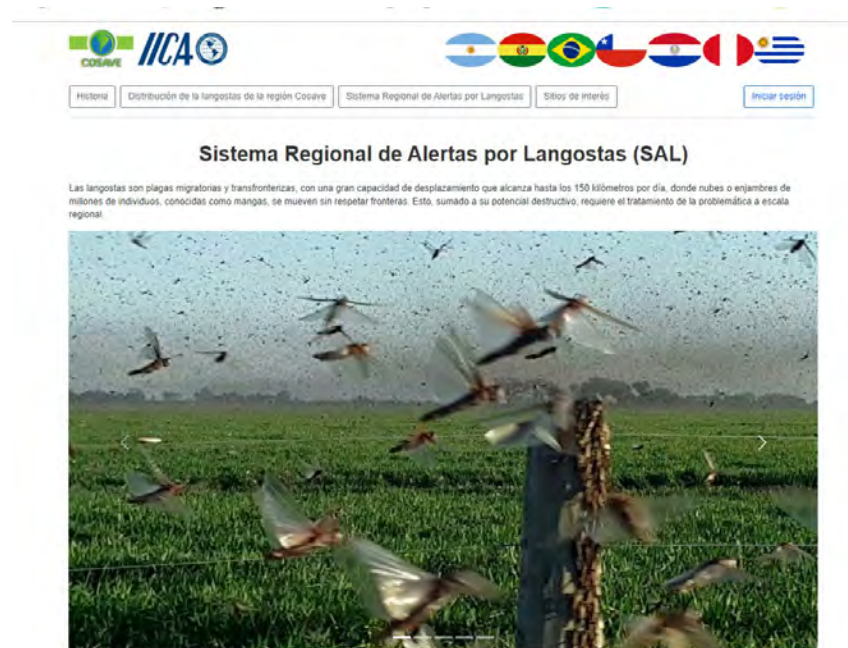 COSAVE IICA
Historia Distribución de la langostas de la región Cosave Sistema Regional de Alertas por Langostas Sitios de interés Iniciar sesión
Sistema Regional de Alertas por Langostas (SAL)
Las langostas son plagas migratorias y transfronterizas, con una gran capacidad de desplazamiento que alcanza hasta los 150 kilómetros por día, donde nubes o enjambres de
millones de individuos, conocidas como mangas, se mueven sin respetar fronteras. Esto, sumado a su potencial destructivo, requiere el tratamiento de la problemática a escala
regional.